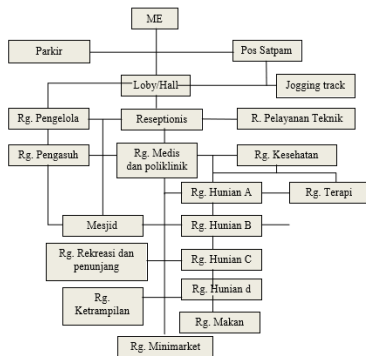 ME
Parkir
Pos Satpam
Loby/Hall
Jogging track
Rg. Pengelola
Reseptionis
R. Pelayanan Teknik
Rg. Pengasuh
Rg. Medis
dan poliklinik
Rg. Kesehatan
Rg. Hunian A
Rg. Terapi
Mesjid
Rg. Hunian B
Rg. Rekreasi dan
penunjang
Rg. Hunian C
Rg.
Ketrampilan
Rg. Hunian d
Rg. Makan
Rg. Minimarket